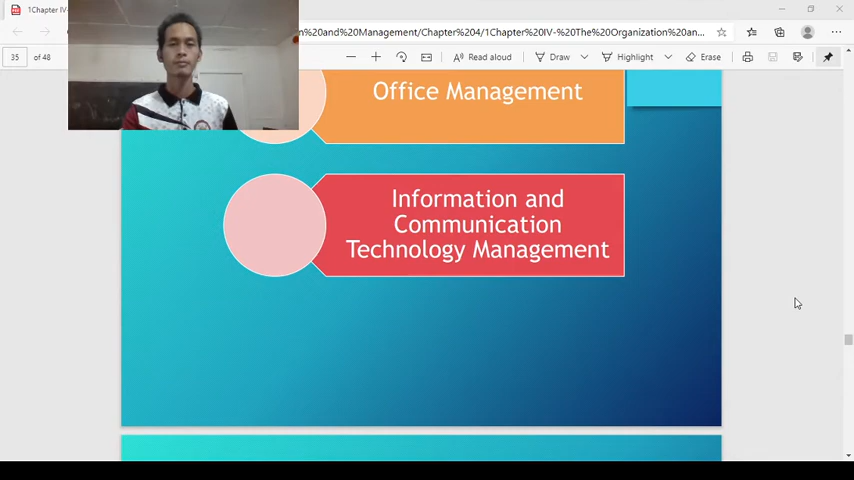 1Chapter IV-
n%20and%20Management/Chapter%204/1Chapter%20IV-%20The%20Organization%20an...
35 of 48
Read aloud
Draw
Highlight
Erase
Office Management
Information and
Communication
Technology Management